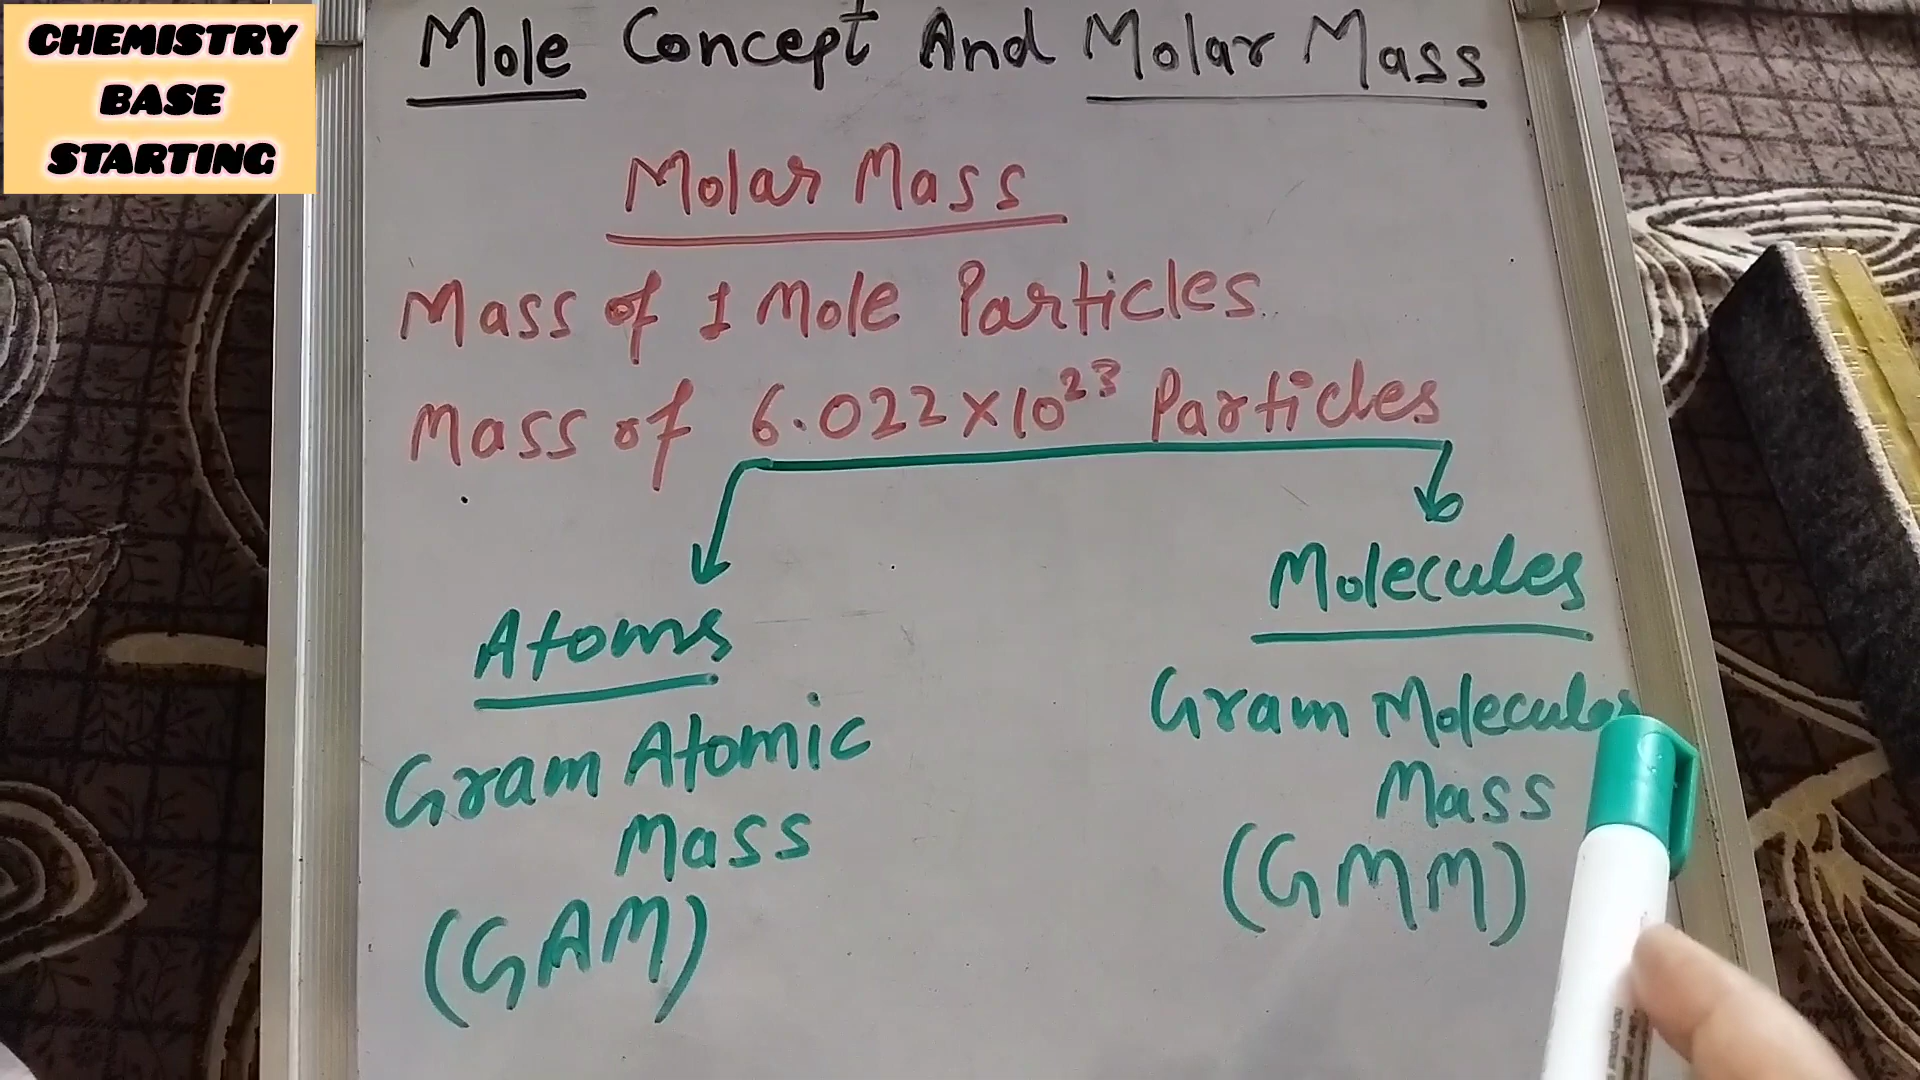 CHEMISTRY
BASE
STARTING
Mole Concept And Molar Mass
Molar Mass
Mass of 1 Mole Particles
Mass of 6.022×10²³ Particles
Atoms
Molecules
Gram Atomic
Mass
(GAM)
Gram Molecular
Mass
(GMM)